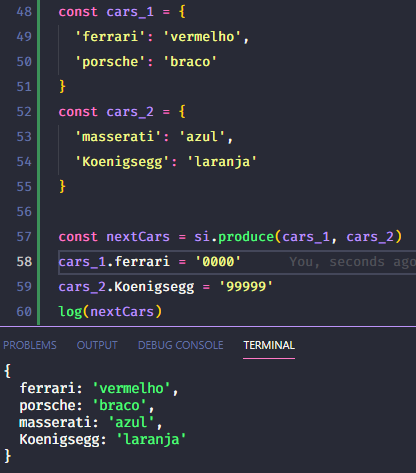 48 const cars_1 = {
49 'ferrari': 'vermelho',
50 'porsche': 'braco'
51 }
52 const cars_2 = {
53 'masserati': 'azul',
54 'Koenigsegg': 'laranja'
55 }
56
57 const nextCars = si.produce(cars_1, cars_2)
58 cars_1.ferrari = '0000' You, seconds ago
59 cars_2.Koenigsegg = '99999'
60 log(nextCars)
PROBLEMS OUTPUT DEBUG CONSOLE TERMINAL
{
ferrari: 'vermelho',
porsche: 'braco',
masserati: 'azul',
Koenigsegg: 'laranja'
}